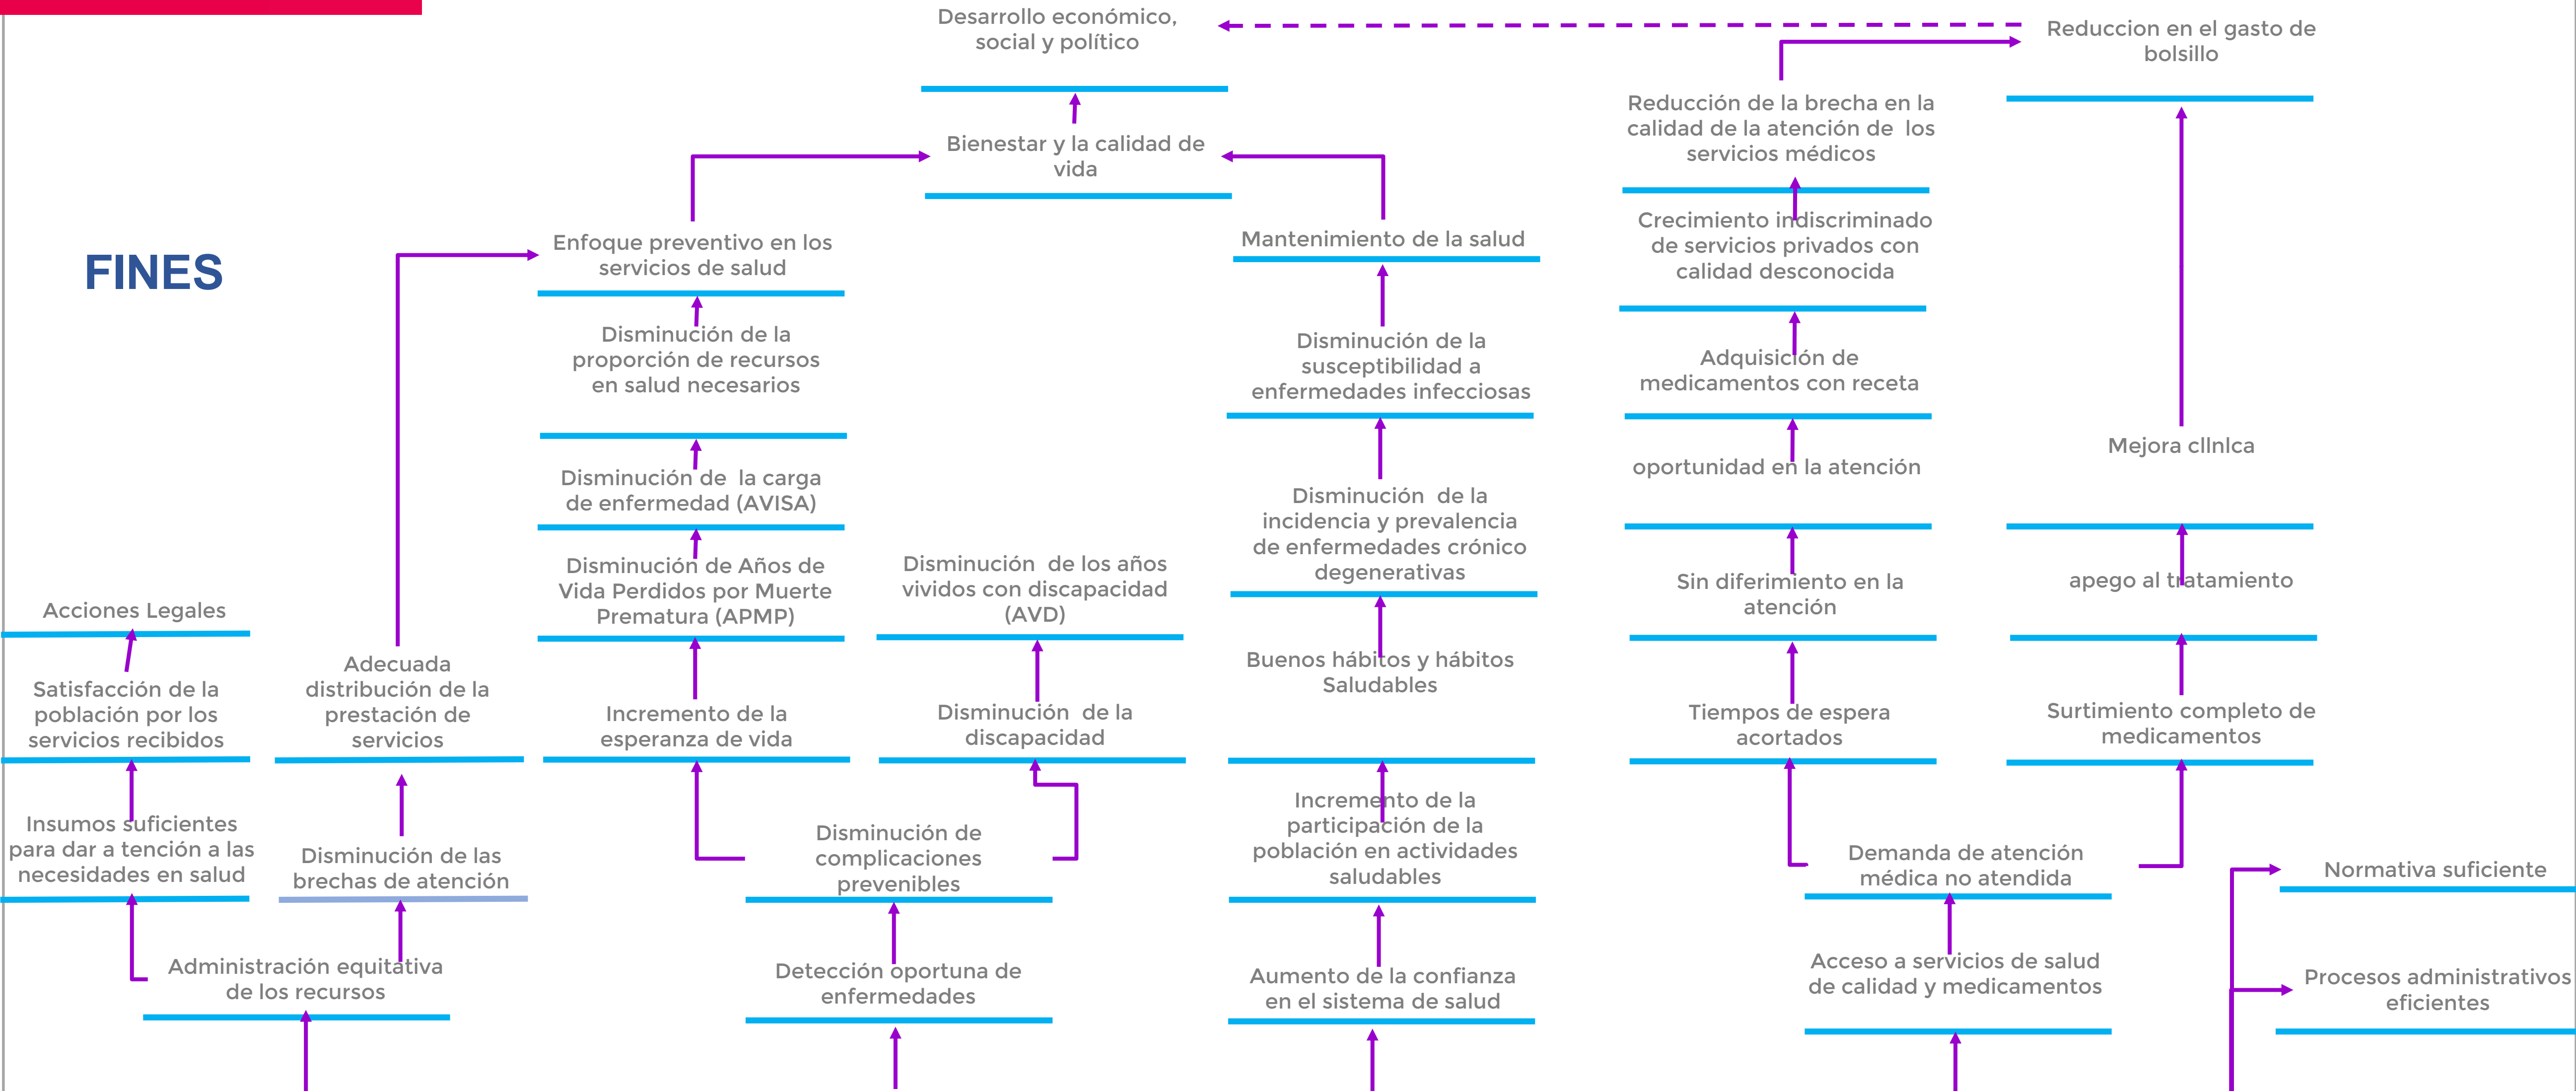 Desarrollo económico,
social y político
Reduccion en el gasto de
bolsillo
Reducción de la brecha en la
calidad de la atención de  los
servicios médicos
Bienestar y la calidad de
vida
Crecimiento indiscriminado
de servicios privados con
calidad desconocida
Enfoque preventivo en los
servicios de salud
Mantenimiento de la salud
FINES
Disminución de la
proporción de recursos
en salud necesarios
Disminución de la
susceptibilidad a
enfermedades infecciosas
Adquisición de
medicamentos con receta
Mejora clInIca
oportunidad en la atención
Disminución de  la carga
de enfermedad (AVISA)
Disminución  de la
incidencia y prevalencia
de enfermedades crónico
degenerativas
Disminución de Años de
Vida Perdidos por Muerte
Prematura (APMP)
Disminución  de los años
vividos con discapacidad
(AVD)
Sin diferimiento en la
atención
apego al tratamiento
Acciones Legales
Adecuada
distribución de la
prestación de
servicios
Satisfacción de la
población por los
servicios recibidos
Incremento de la
esperanza de vida
Disminución  de la
discapacidad
Buenos hábitos y hábitos
Saludables
Tiempos de espera
acortados
Surtimiento completo de
medicamentos
Insumos suficientes
para dar a tención a las
necesidades en salud
Disminución de las
brechas de atención
Disminución de
complicaciones
prevenibles
Incremento de la
participación de la
población en actividades
saludables
Demanda de atención
médica no atendida
Normativa suficiente
Administración equitativa
de los recursos
Detección oportuna de
enfermedades
Aumento de la confianza
en el sistema de salud
Acceso a servicios de salud
de calidad y medicamentos
Procesos administrativos
eficientes